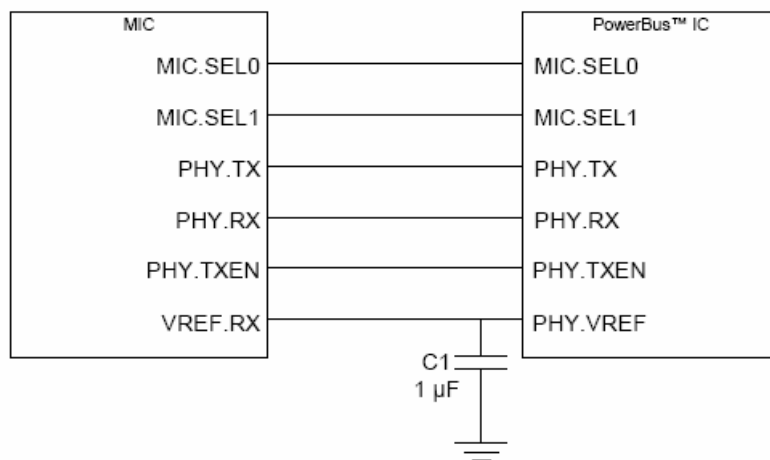 MIC
MIC.SEL0
MIC.SEL1
PHY.TX
PHY.RX
PHY.TXEN
VREF.RX
PowerBus™ IC
MIC.SEL0
MIC.SEL1
PHY.TX
PHY.RX
PHY.TXEN
PHY.VREF
C1
1 µF